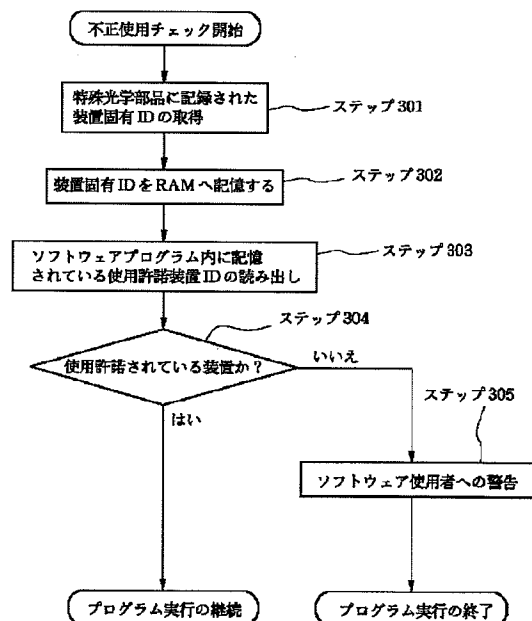 不正使用チェック開始
特殊光学部品に記録された
装置固有IDの取得
ステップ301
装置固有IDをRAMへ記憶する
ステップ302
ソフトウェアプログラム内に記憶
されている使用許諾装置IDの読み出し
ステップ303
ステップ304
使用許諾されている装置か？
いいえ
はい
ステップ305
ソフトウェア使用者への警告
プログラム実行の継続
プログラム実行の終了